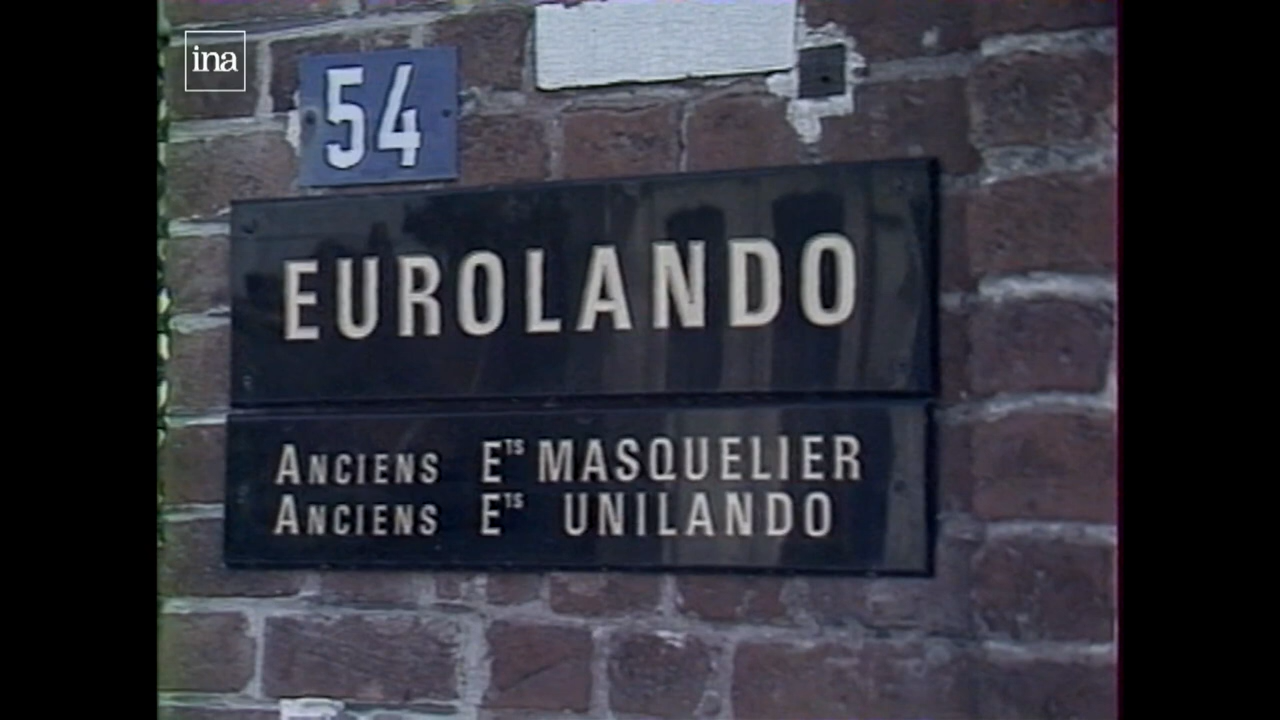 ina
54
EUROLANDO
ANCIENS ETS MASQUELIER
ANCIENS ETS UNILANDO